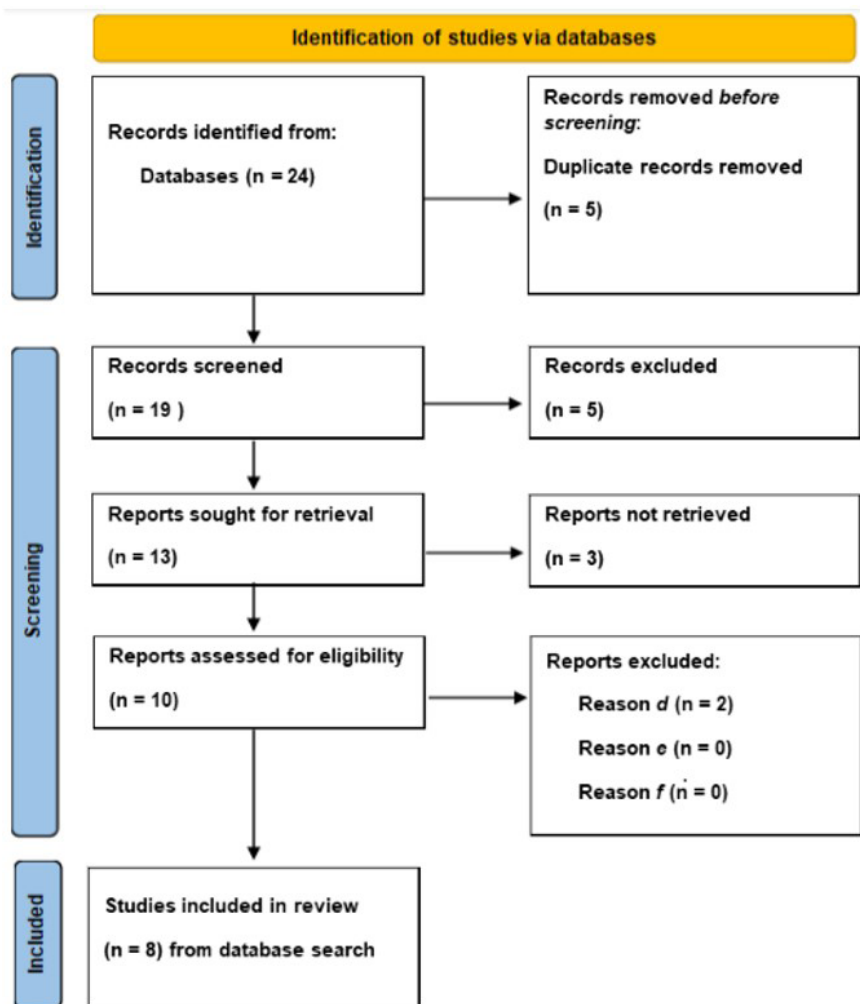 Identification of studies via databases
Identification
Records identified from:
Databases (n = 24)
Records removed before
screening:
Duplicate records removed
(n = 5)
Screening
Records screened
(n = 19 )
Records excluded
(n = 5)
Reports sought for retrieval
(n = 13)
Reports not retrieved
(n = 3)
Reports assessed for eligibility
(n = 10)
Reports excluded:
Reason d (n = 2)
Reason e (n = 0)
Reason f (n = 0)
Included
Studies included in review
(n = 8) from database search